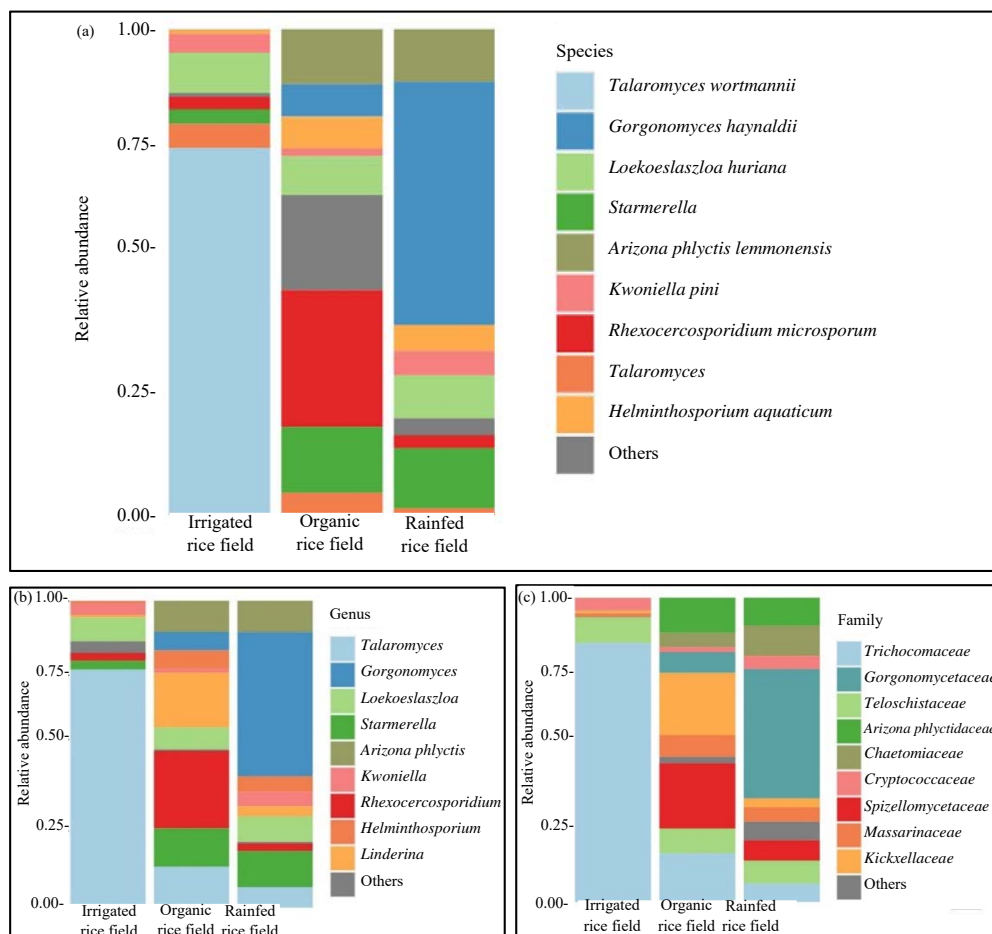 (a)
1.00-
0.75-
0.50-
0.25-
0.00-
Relative abundance
Irrigated
rice field
Organic
rice field
Rainfed
rice field
Species
Talaromyces wortmannii
Gorgonomyces haynaldii
Loekoeslaszloa huriana
Starmerella
Arizona phlyctis lemmonensis
Kwoniella pini
Rhexocercosporidium microsporum
Talaromyces
Helminthosporium aquaticum
Others
(b)
1.00-
0.75-
0.50-
0.25-
0.00-
Relative abundance
Irrigated
rice field
Organic
rice field
Rainfed
rice field
Genus
Talaromyces
Gorgonomyces
Loekoeslaszloa
Starmerella
Arizona phlyctis
Kwoniella
Rhexocercosporidium
Helminthosporium
Linderina
Others
(c)
1.00-
0.75-
0.50-
0.25-
0.00-
Relative abundance
Irrigated
rice field
Organic
rice field
Rainfed
rice field
Family
Trichocomaceae
Gorgonomycetaceae
Teloschistaceae
Arizona phlyctidaceae
Chaetomiaceae
Cryptococcaceae
Spizellomycetaceae
Massarinaceae
Kickxellaceae
Others